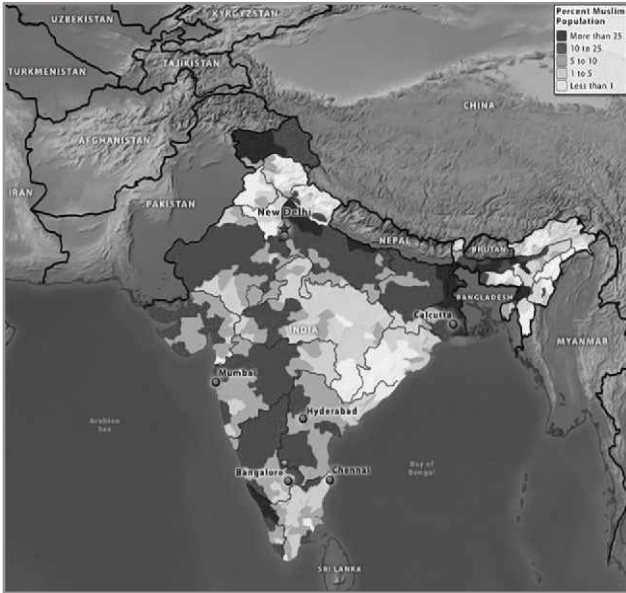 UZBEKISTAN
KYRGYZSTAN
TURKMENISTAN
TAJIKISTAN
CHINA
AFGHANISTAN
IRAN
PAKISTAN
New Delhi
NEPAL
BHUTAN
BANGLADESH
INDIA
Calcutta
MYANMAR
Mumbai
Hyderabad
Arabian
Sea
Bay of
Bengal
Bangalore
Chennai
SRI LANKA
Percent Muslim
Population
More than 25
10 to 25
5 to 10
1 to 5
Less than 1